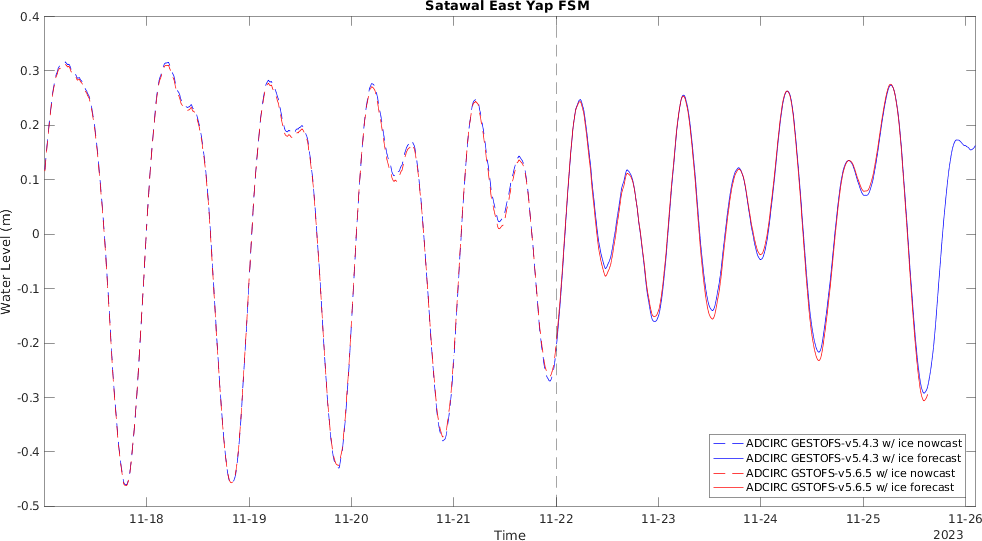 Satawal East Yap FSM
0.4
0.3
0.2
0.1
0
-0.1
-0.2
-0.3
-0.4
-0.5
Water Level (m)
ADCIRC GESTOFS-v5.4.3 w/ ice nowcast
ADCIRC GESTOFS-v5.4.3 w/ ice forecast
ADCIRC GSTOFS-v5.6.5 w/ ice nowcast
ADCIRC GSTOFS-v5.6.5 w/ ice forecast
11-18 11-19 11-20 11-21 11-22 11-23 11-24 11-25 11-26
Time 2023